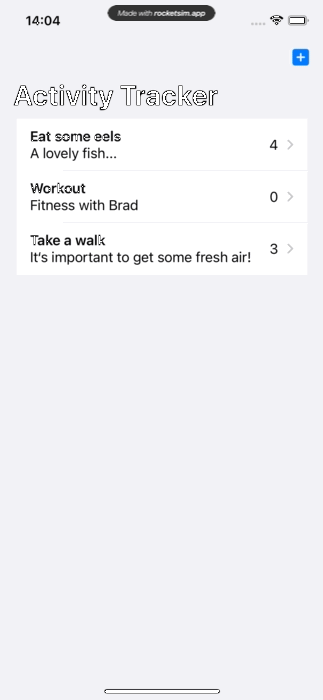 14:04
Made with rocketsim.app
Activity Tracker
Eat some eels
A lovely fish...
4
Workout
Fitness with Brad
0
Take a walk
It's important to get some fresh air!
3